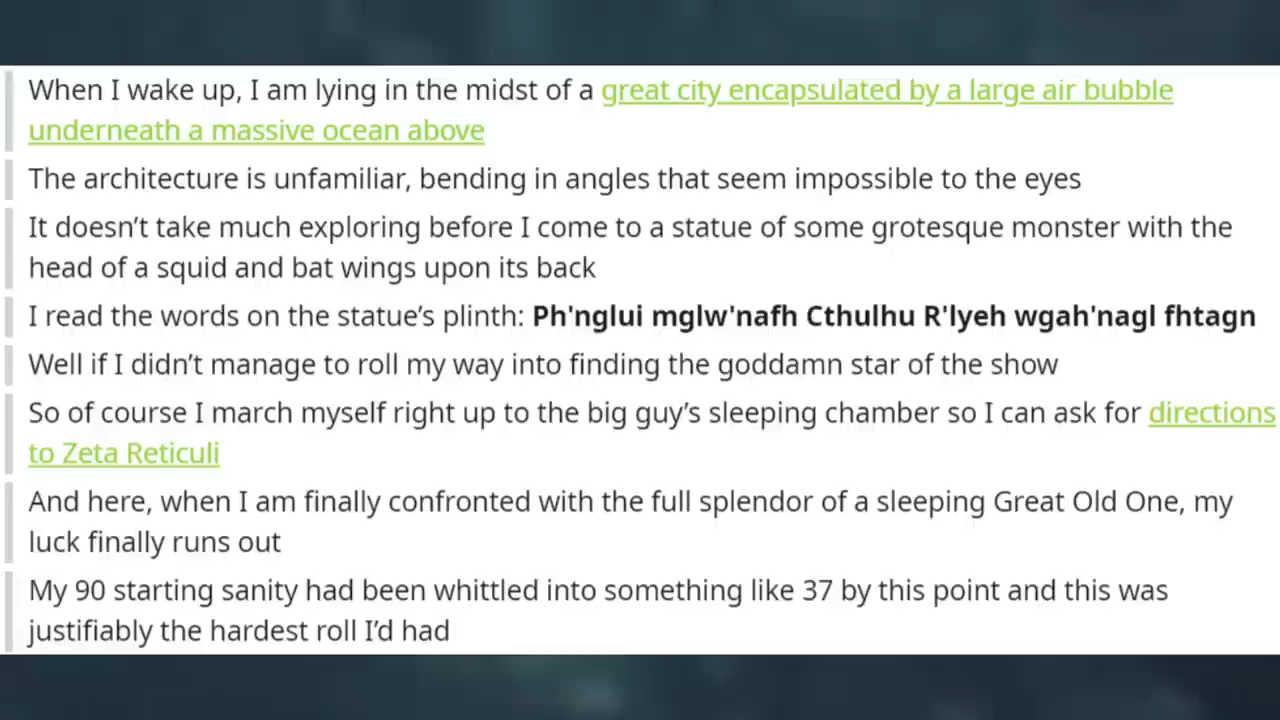 When I wake up, I am lying in the midst of a great city encapsulated by a large air bubble
underneath a massive ocean above
The architecture is unfamiliar, bending in angles that seem impossible to the eyes
It doesn’t take much exploring before I come to a statue of some grotesque monster with the
head of a squid and bat wings upon its back
I read the words on the statue’s plinth: Ph'nglui mglw'nafh Cthulhu R'lyeh wgah'nagl fhtagn
Well if I didn’t manage to roll my way into finding the goddamn star of the show
So of course I march myself right up to the big guy’s sleeping chamber so I can ask for directions
to Zeta Reticuli
And here, when I am finally confronted with the full splendor of a sleeping Great Old One, my
luck finally runs out
My 90 starting sanity had been whittled into something like 37 by this point and this was
justifiably the hardest roll I’d had